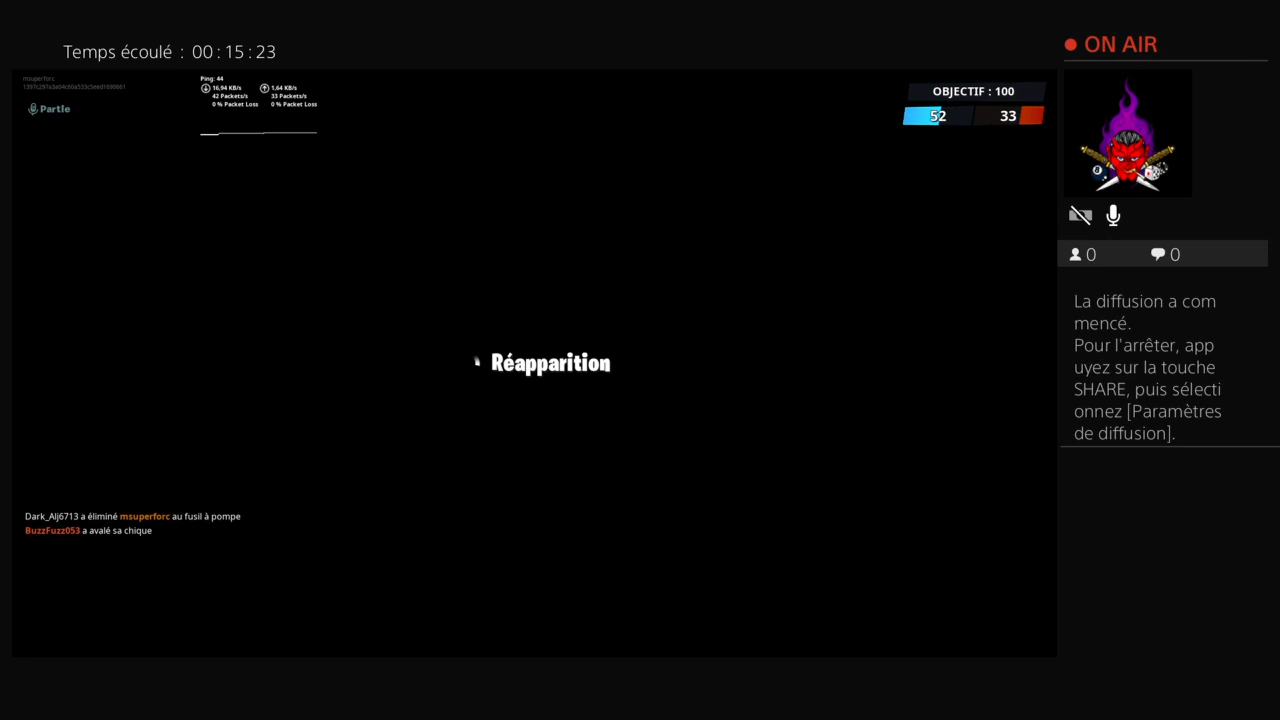 Temps écoulé : 00:15:23
ON AIR
msuperforc
Ping: 44
16,94 KB/s
1,64 KB/s
42 Packets/s
33 Packets/s
0 % Packet Loss
0 % Packet Loss
Partle
OBJECTIF : 100
52
33
8
0
0
La diffusion a com
mencé.
Pour l'arrêter, app
uyez sur la touche
SHARE, puis sélecti
onnez [Paramètres
de diffusion].
Réapparition
Dark_Alj6713 a éliminé msuperforc au fusil à pompe
BuzzFuzz053 a avalé sa chique